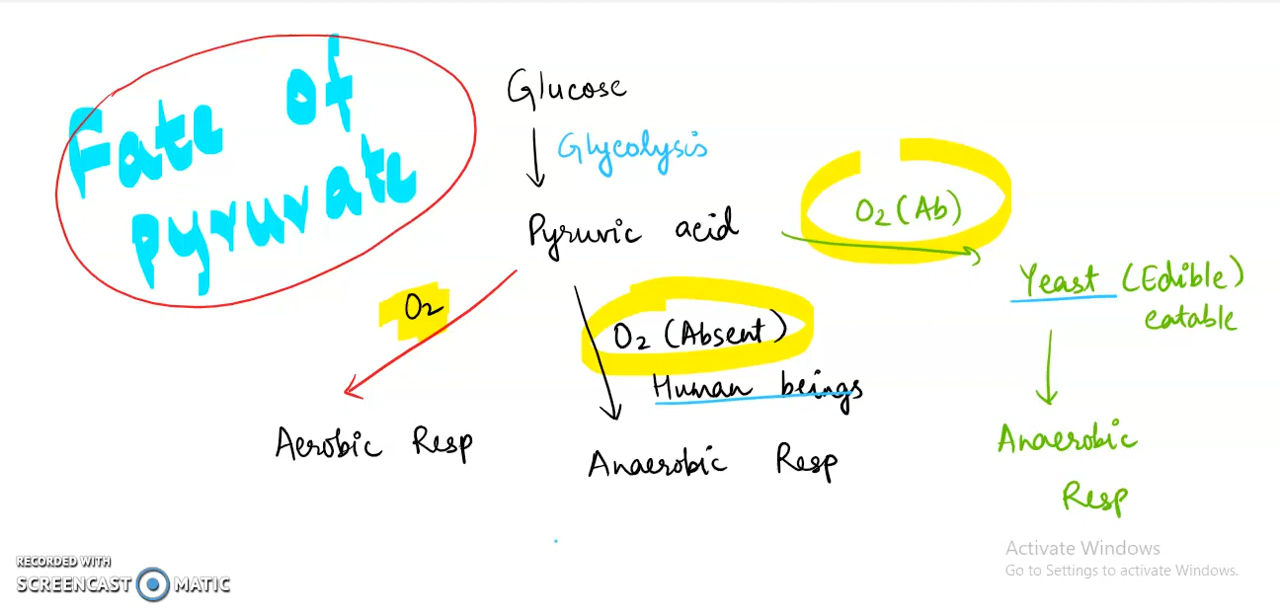 Fate of
pyruvate
Glucose
Glycolysis
Pyruvic acid
O2 (Ab)
Yeast (Edible)
eatable
O2
O2 (Absent)
Human beings
Aerobic Resp
Anaerobic Resp
Anaerobic
Resp
Activate Windows
Go to Settings to activate Windows.
RECORDED WITH
SCREENCAST MATIC